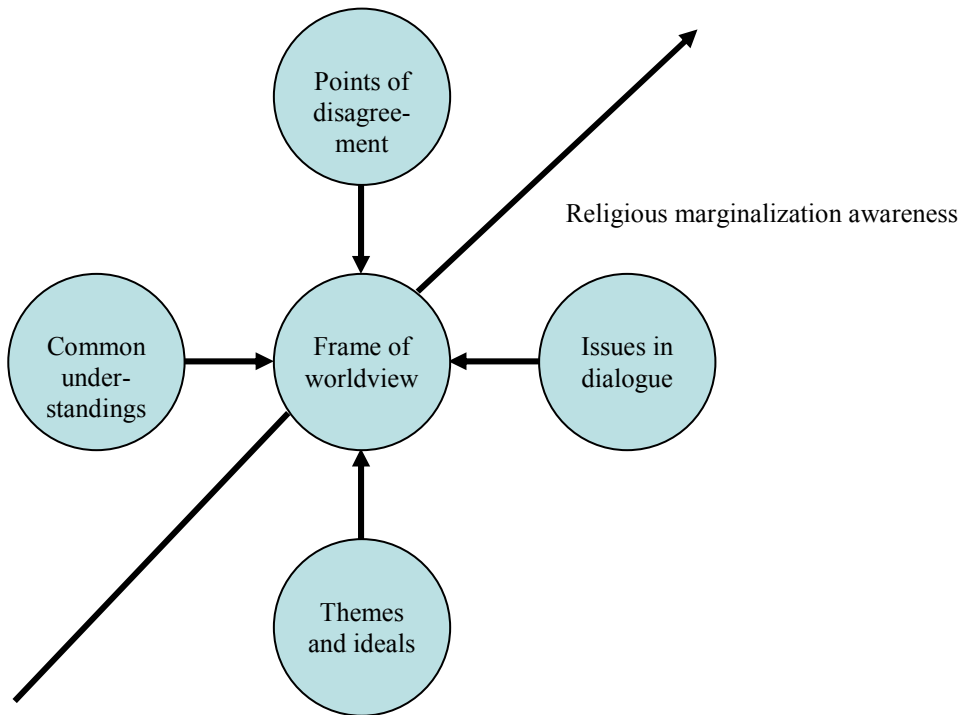 Points of
disagree-
ment
Religious marginalization awareness
Common
under-
standings
Frame of
worldview
Issues in
dialogue
Themes
and ideals